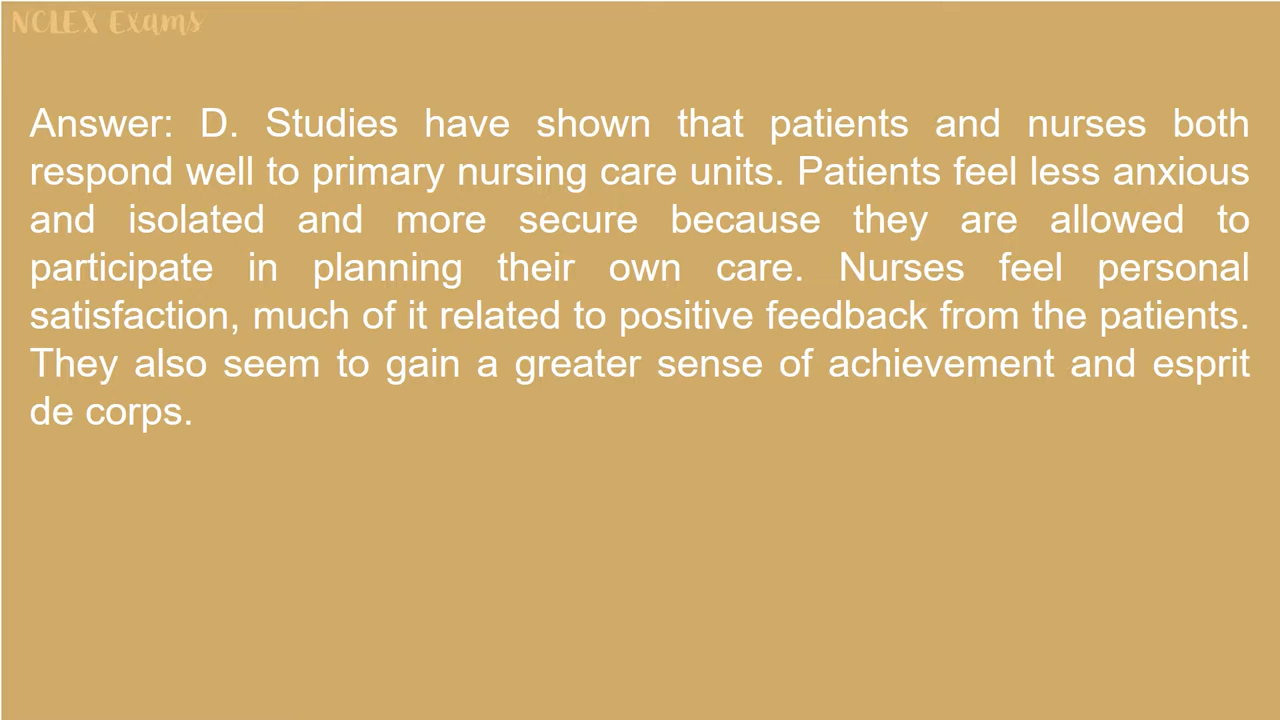 NCLEX Exams
Answer: D. Studies have shown that patients and nurses both
respond well to primary nursing care units. Patients feel less anxious
and isolated and more secure because they are allowed to
participate in planning their own care. Nurses feel personal
satisfaction, much of it related to positive feedback from the patients.
They also seem to gain a greater sense of achievement and esprit
de corps.